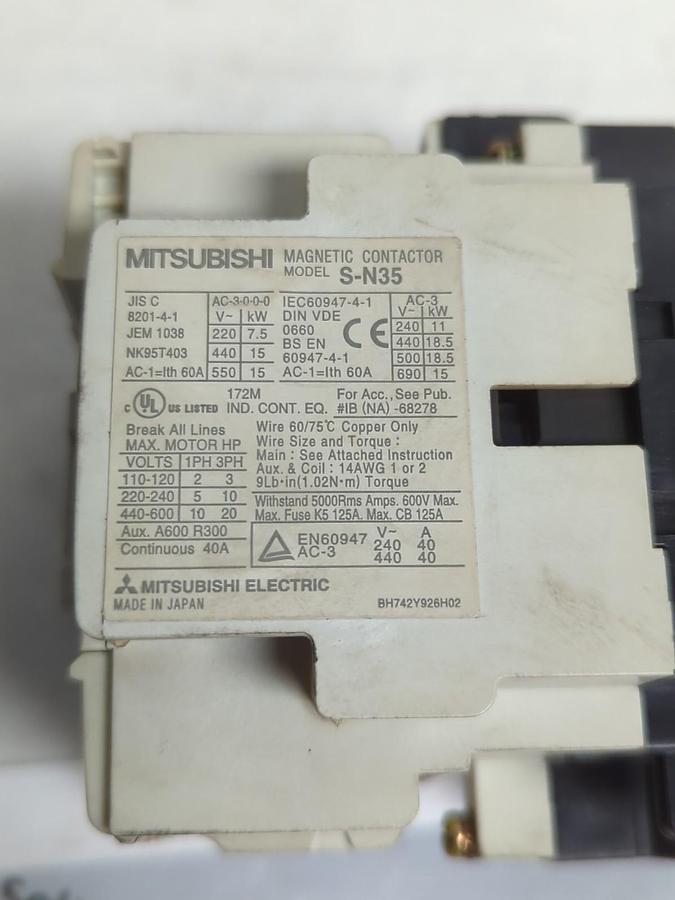 MITSUBISHI MAGNETIC CONTACTOR
MODEL S-N35
JIS C AC-3-0-0-0 IEC60947-4-1 AC-3
8201-4-1 V~ kW DIN VDE V~ kW
JEM 1038 220 7.5 0660 CE 240 11
NK95T403 440 15 BS EN 440 18.5
AC-1=Ith 60A 550 15 60947-4-1 500 18.5
AC-1=Ith 60A 690 15
c UL US LISTED 172M IND. CONT. EQ. For Acc., See Pub. #IB (NA) -68278
Break All Lines
MAX. MOTOR HP
VOLTS 1PH 3PH
110-120 2 3
220-240 5 10
440-600 10 20
Aux. A600 R300
Continuous 40A
Wire 60/75℃ Copper Only
Wire Size and Torque :
Main : See Attached Instruction
Aux. & Coil : 14AWG 1 or 2
9Lb·in(1.02N·m) Torque
Withstand 5000Rms Amps. 600V Max.
Max. Fuse K5 125A. Max. CB 125A
EN60947 V~ A
AC-3 240 40
440 40
MITSUBISHI ELECTRIC
MADE IN JAPAN BH742Y926H02